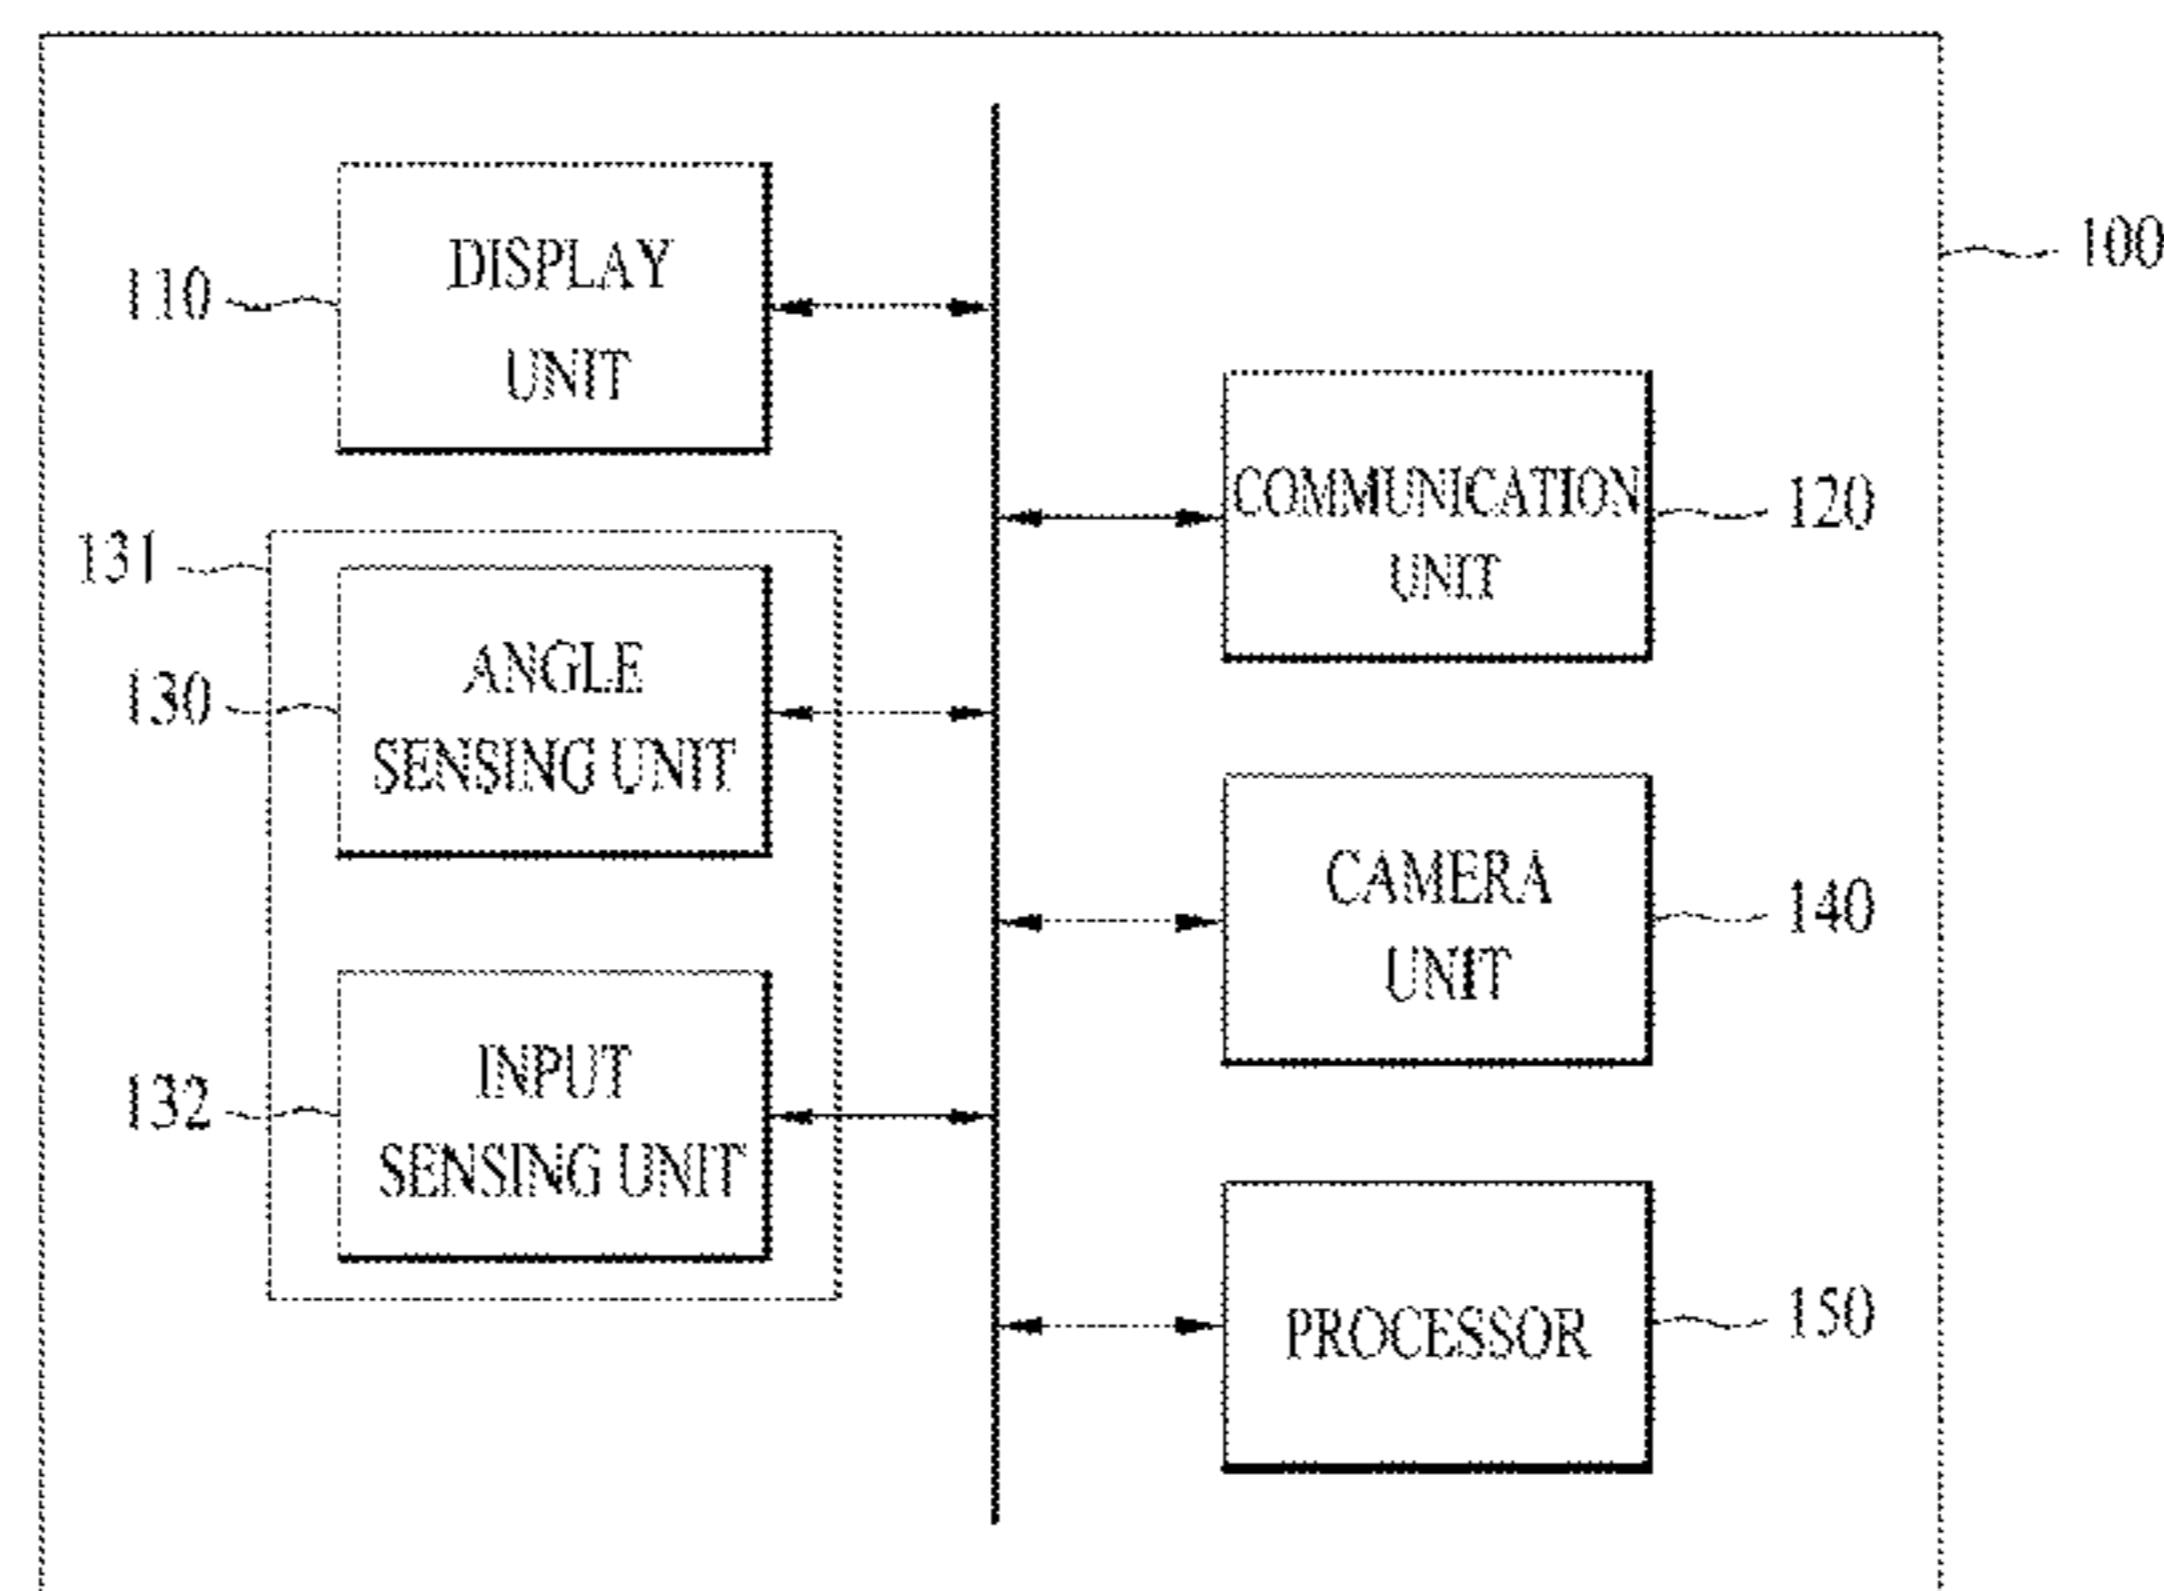 100
110
DISPLAY
UNIT
COMMUNICATION
UNIT
120
131
130
ANGLE
SENSING UNIT
CAMERA
UNIT
140
132
INPUT
SENSING UNIT
PROCESSOR
150